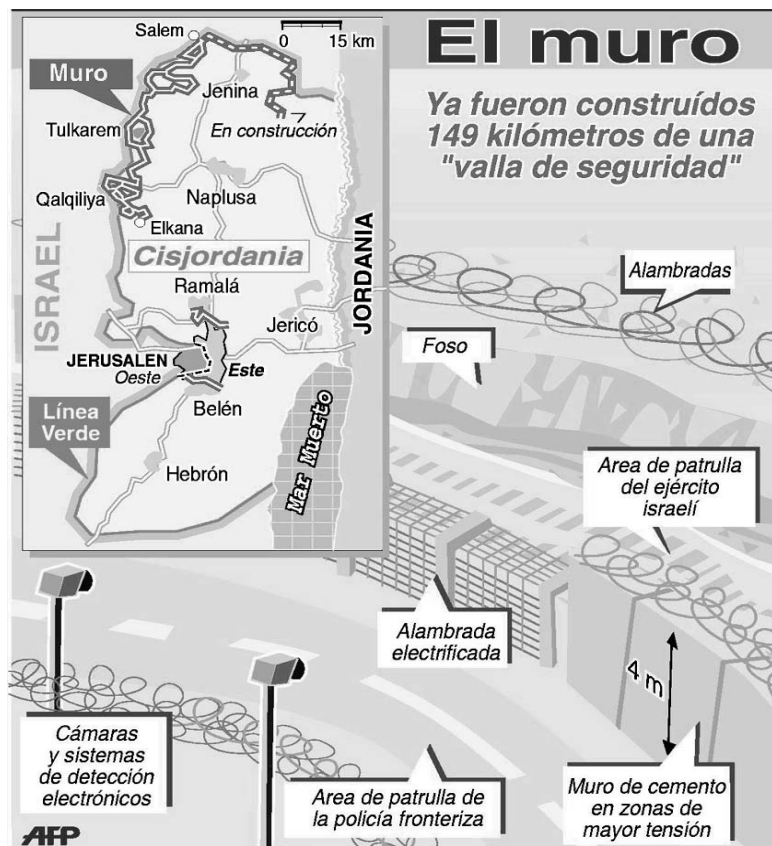 El muro
Ya fueron construídos
149 kilómetros de una
"valla de seguridad"
0 15 km
Salem
Muro
Jenina
En construcción
Tulkarem
Qalqiliya
Naplusa
Elkana
ISRAEL
Cisjordania
JORDANIA
Ramalá
Jericó
JERUSALEN
Oeste
Este
Línea
Verde
Belén
Hebrón
Mar Muerto
Alambradas
Foso
Area de patrulla
del ejército
israelí
Alambrada
electrificada
4 m
Cámaras
y sistemas
de detección
electrónicos
Area de patrulla de
la policía fronteriza
Muro de cemento
en zonas de
mayor tensión
AFP